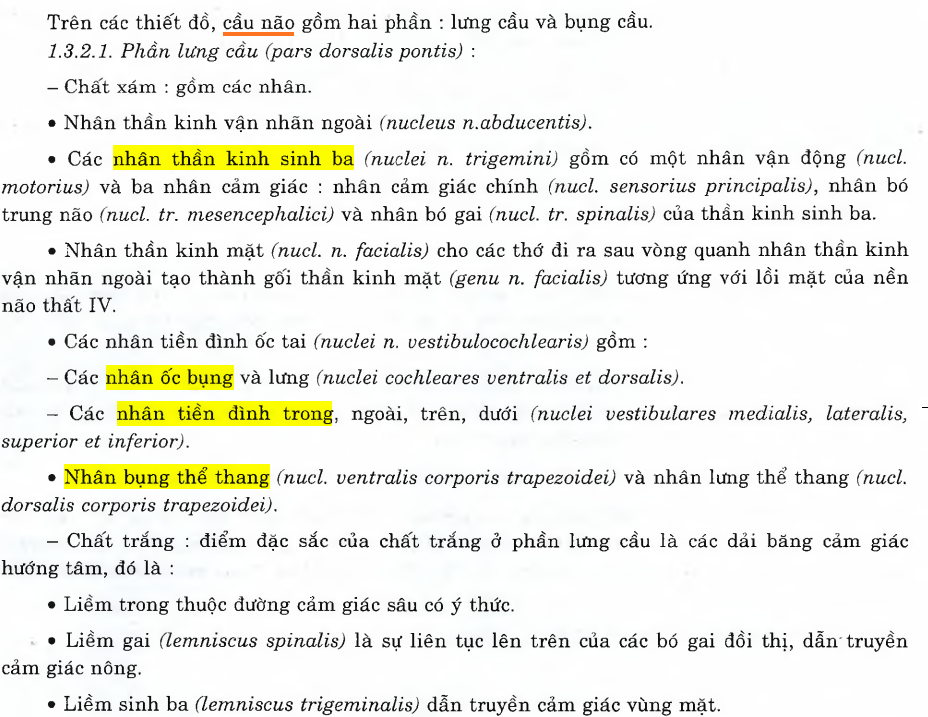 Trên các thiết đồ, cầu não gồm hai phần : lưng cầu và bụng cầu.
1.3.2.1. Phần lưng cầu (pars dorsalis pontis) :
– Chất xám : gồm các nhân.
• Nhân thần kinh vận nhãn ngoài (nucleus n.abducentis).
• Các nhân thần kinh sinh ba (nuclei n. trigemini) gồm có một nhân vận động (nucl.
motorius) và ba nhân cảm giác : nhân cảm giác chính (nucl. sensorius principalis), nhân bó
trung não (nucl. tr. mesencephalici) và nhân bó gai (nucl. tr. spinalis) của thần kinh sinh ba.
• Nhân thần kinh mặt (nucl. n. facialis) cho các thớ đi ra sau vòng quanh nhân thần kinh
vận nhãn ngoài tạo thành gối thần kinh mặt (genu n. facialis) tương ứng với lồi mặt của nền
não thất IV.
• Các nhân tiền đình ốc tai (nuclei n. vestibulocochlearis) gồm :
– Các nhân ốc bụng và lưng (nuclei cochleares ventralis et dorsalis).
– Các nhân tiền đình trong, ngoài, trên, dưới (nuclei vestibulares medialis, lateralis,
superior et inferior).
• Nhân bụng thể thang (nucl. ventralis corporis trapezoidei) và nhân lưng thể thang (nucl.
dorsalis corporis trapezoidei).
– Chất trắng : điểm đặc sắc của chất trắng ở phần lưng cầu là các dải băng cảm giác
hướng tâm, đó là :
• Liềm trong thuộc đường cảm giác sâu có ý thức.
• Liềm gai (lemniscus spinalis) là sự liên tục lên trên của các bó gai đồi thị, dẫn truyền
cảm giác nông.
• Liềm sinh ba (lemniscus trigeminalis) dẫn truyền cảm giác vùng mặt.